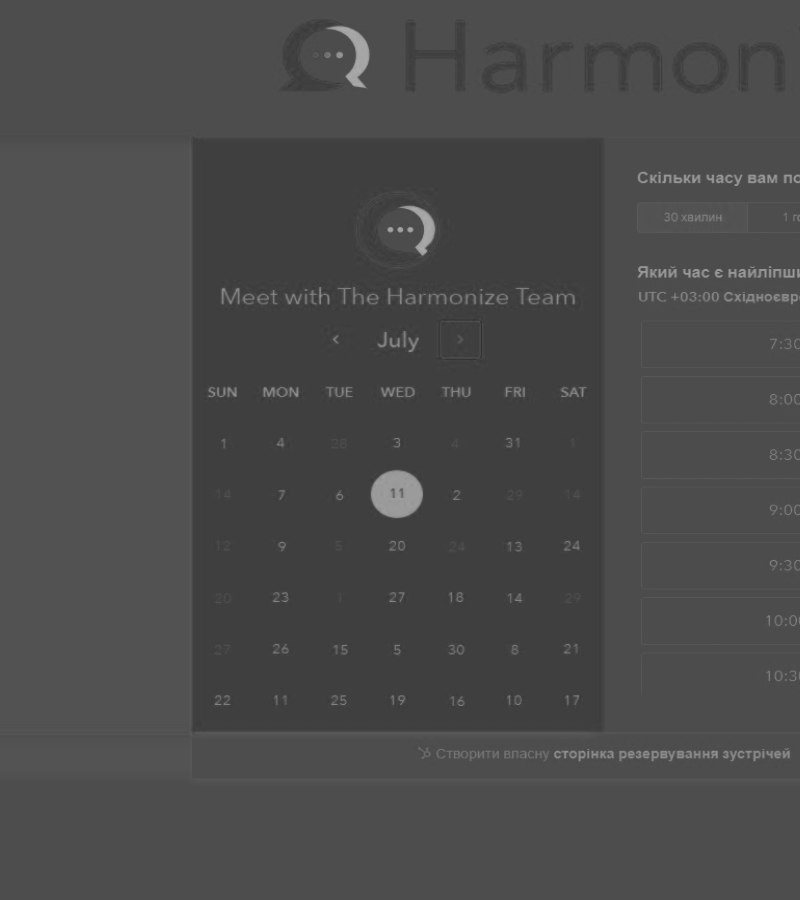 Harmon
Скільки часу вам по
30 хвилин 1 го
Який час є найліпши
UTC +03:00 Східноєвр
Meet with The Harmonize Team
July
SUN MON TUE WED THU FRI SAT
1 4 28 3 4 31 1
14 7 6 11 2 29 14
12 9 5 20 24 13 24
20 23 1 27 18 14 29
27 26 15 5 30 8 21
22 11 25 19 16 10 17
7:30
8:00
8:30
9:00
9:30
10:00
10:30
Створити власну сторінка резервування зустрічей